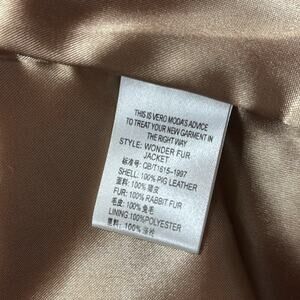 THIS IS VERO MODA'S ADVICE
TO TREAT YOUR NEW GARMENT IN
THE RIGHT WAY
STYLE: WONDER FUR
JACKET
标准号: QB/T1615-1997
SHELL: 100% PIG LEATHER
面料: 100% 猪皮
FUR: 100% RABBIT FUR
毛皮: 100% 兔毛
LINING 100%POLYESTER
里料: 100% 涤纶